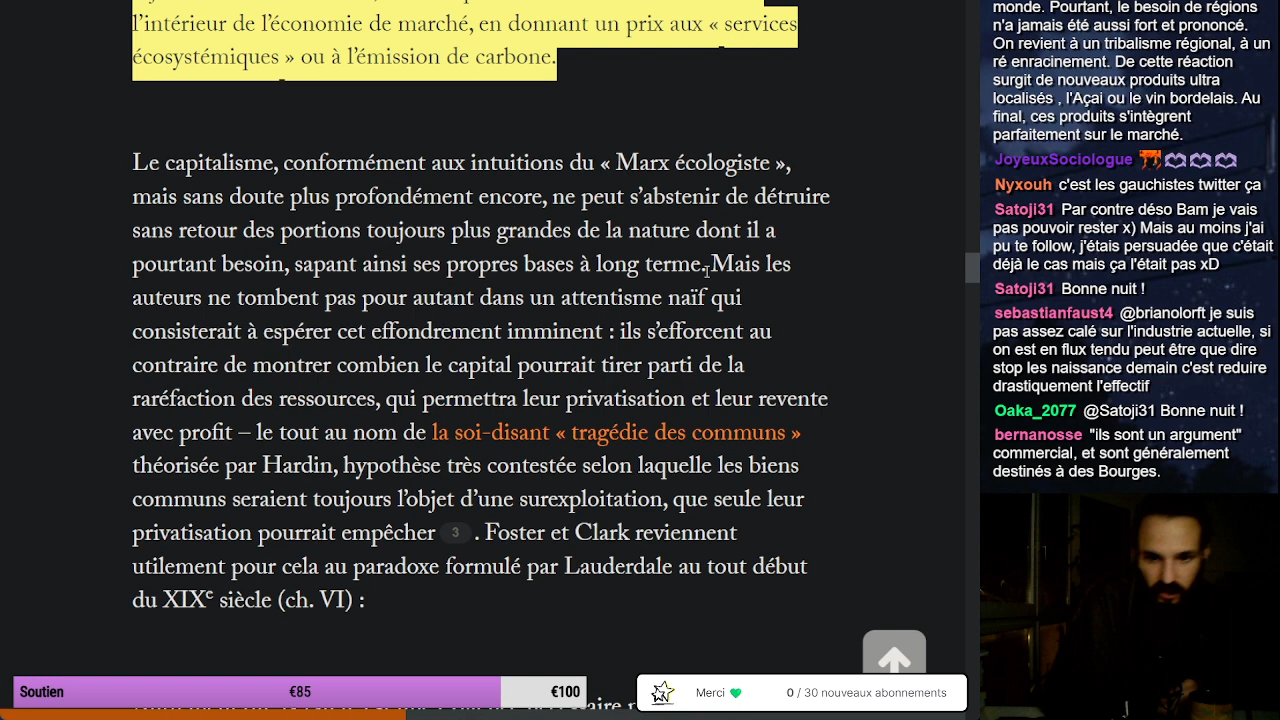 l'intérieur de l'économie de marché, en donnant un prix aux « services
écosystémiques » ou à l'émission de carbone.
Le capitalisme, conformément aux intuitions du « Marx écologiste »,
mais sans doute plus profondément encore, ne peut s'abstenir de détruire
sans retour des portions toujours plus grandes de la nature dont il a
pourtant besoin, sapant ainsi ses propres bases à long terme. Mais les
auteurs ne tombent pas pour autant dans un attentisme naïf qui
consisterait à espérer cet effondrement imminent : ils s'efforcent au
contraire de montrer combien le capital pourrait tirer parti de la
raréfaction des ressources, qui permettra leur privatisation et leur revente
avec profit – le tout au nom de la soi-disant « tragédie des communs »
théorisée par Hardin, hypothèse très contestée selon laquelle les biens
communs seraient toujours l'objet d'une surexploitation, que seule leur
privatisation pourrait empêcher 3 . Foster et Clark reviennent
utilement pour cela au paradoxe formulé par Lauderdale au tout début
du XIXe siècle (ch. VI) :
Soutien €85 €100
Merci 0 / 30 nouveaux abonnements
monde. Pourtant, le besoin de régions
n'a jamais été aussi fort et prononcé.
On revient à un tribalisme régional, à un
ré enracinement. De cette réaction
surgit de nouveaux produits ultra
localisés , l'Açai ou le vin bordelais. Au
final, ces produits s'intègrent
parfaitement sur le marché.
JoyeuxSociologue
Nyxouh c'est les gauchistes twitter ça
Satoji31 Par contre déso Bam je vais
pas pouvoir rester x) Mais au moins j'ai
pu te follow, j'étais persuadée que c'était
déjà le cas mais ça l'était pas xD
Satoji31 Bonne nuit !
sebastianfaust4 @brianolorft je suis
pas assez calé sur l'industrie actuelle, si
on est en flux tendu peut être que dire
stop les naissance demain c'est reduire
drastiquement l'effectif
Oaka_2077 @Satoji31 Bonne nuit !
bernanosse "ils sont un argument"
commercial, et sont généralement
destinés à des Bourges.